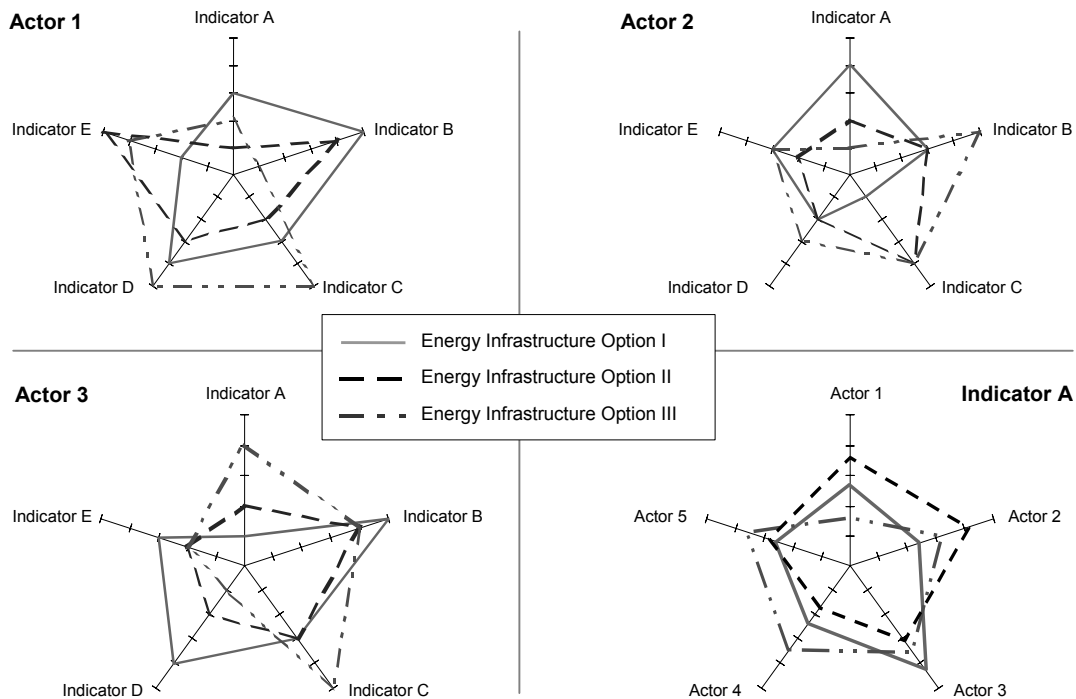 Actor 1
Indicator A
Indicator B
Indicator C
Indicator D
Indicator E
Actor 2
Indicator A
Indicator B
Indicator C
Indicator D
Indicator E
Energy Infrastructure Option I
Energy Infrastructure Option II
Energy Infrastructure Option III
Actor 3
Indicator A
Indicator B
Indicator C
Indicator D
Indicator E
Indicator A
Actor 1
Actor 2
Actor 3
Actor 4
Actor 5